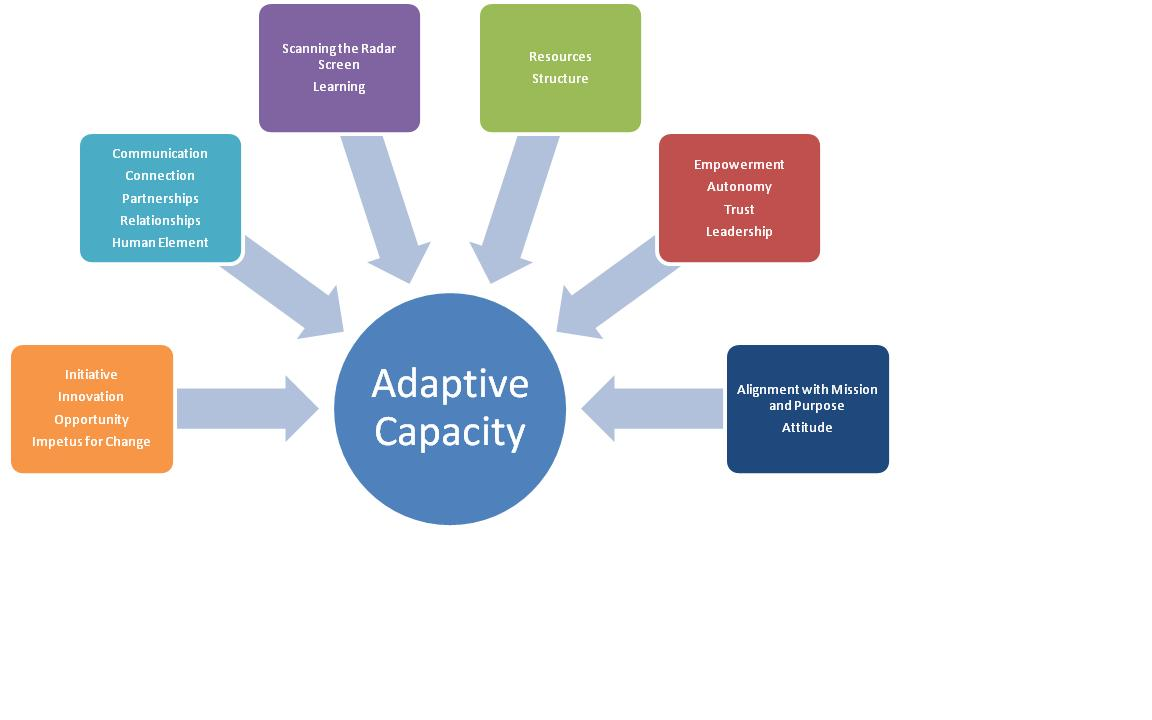 Scanning the Radar
Screen
Learning
Resources
Structure
Communication
Connection
Partnerships
Relationships
Human Element
Empowerment
Autonomy
Trust
Leadership
Initiative
Innovation
Opportunity
Impetus for Change
Adaptive
Capacity
Alignment with Mission
and Purpose
Attitude